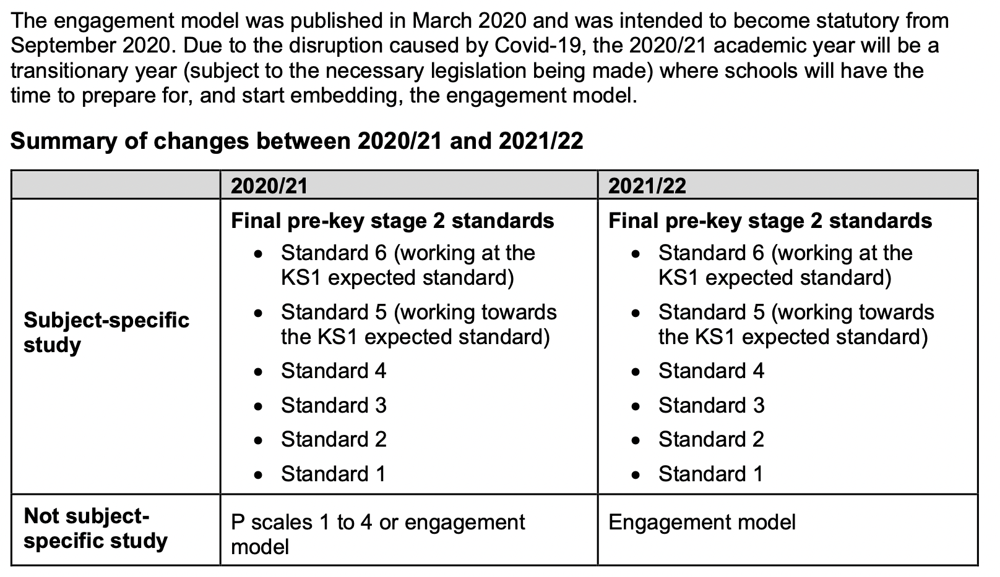 The engagement model was published in March 2020 and was intended to become statutory from
September 2020. Due to the disruption caused by Covid-19, the 2020/21 academic year will be a
transitionary year (subject to the necessary legislation being made) where schools will have the
time to prepare for, and start embedding, the engagement model.
Summary of changes between 2020/21 and 2021/22
2020/21
2021/22
Subject-specific
study
Final pre-key stage 2 standards
• Standard 6 (working at the
KS1 expected standard)
• Standard 5 (working towards
the KS1 expected standard)
• Standard 4
• Standard 3
• Standard 2
• Standard 1
Final pre-key stage 2 standards
• Standard 6 (working at the
KS1 expected standard)
• Standard 5 (working towards
the KS1 expected standard)
• Standard 4
• Standard 3
• Standard 2
• Standard 1
Not subject-
specific study
P scales 1 to 4 or engagement
model
Engagement model